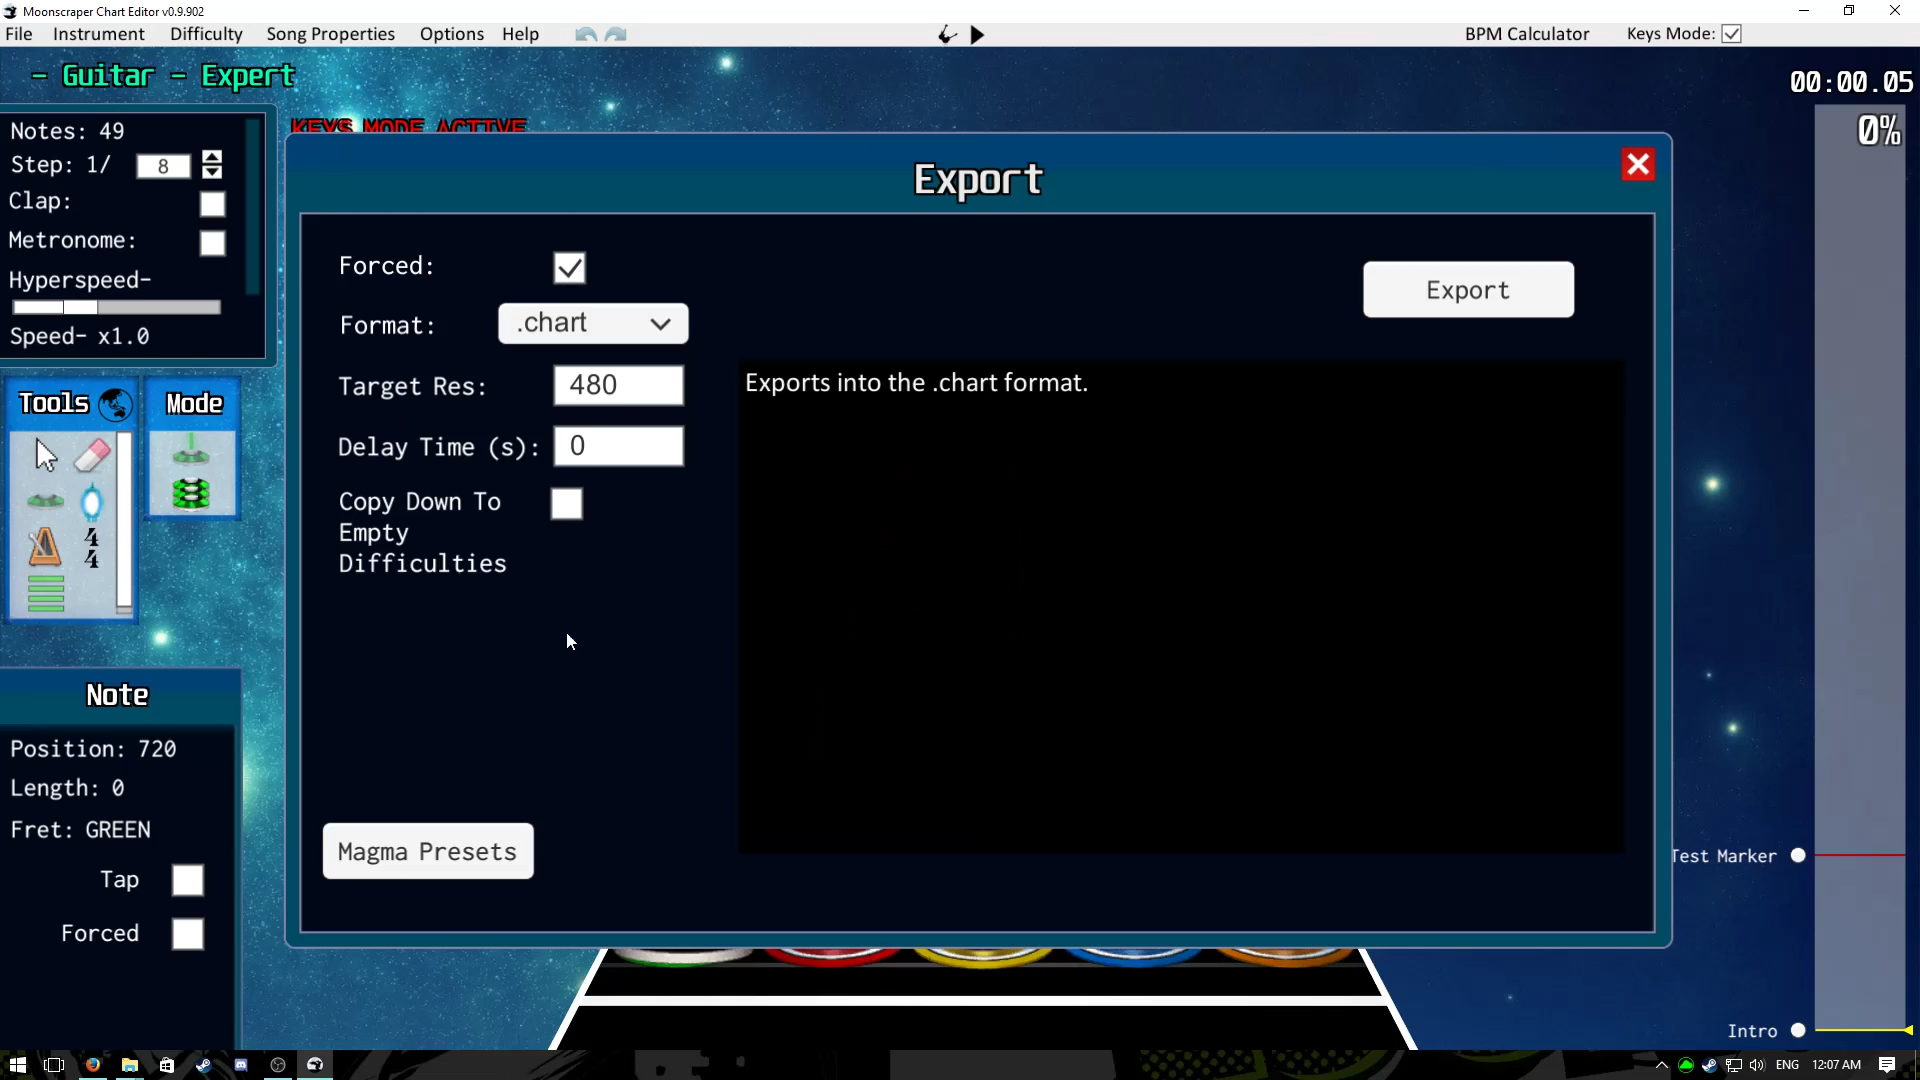 Moonscraper Chart Editor v0.9.902
File Instrument Difficulty Song Properties Options Help BPM Calculator Keys Mode:
- Guitar - Expert
00:00.05
0%
KEYS MODE ACTIVE
Notes: 49
Step: 1/ 8
Clap:
Metronome:
Hyperspeed-
Speed- x1.0
Tools
Mode
4
4
Note
Position: 720
Length: 0
Fret: GREEN
Tap
Forced
Export
Forced:
Format: .chart
Target Res: 480
Delay Time (s): 0
Copy Down To
Empty
Difficulties
Magma Presets
Export
Exports into the .chart format.
Test Marker
Intro
ENG 12:07 AM